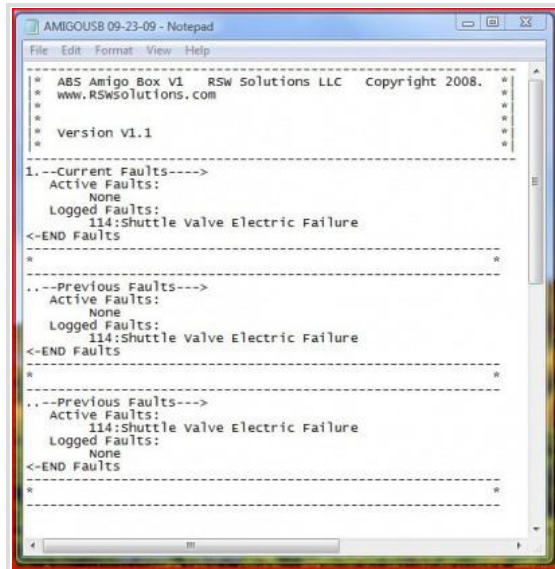 AMIGOUSB 09-23-09 - Notepad
File Edit Format View Help
------------------------------------------------------------
|* ABS Amigo Box V1 RSW Solutions LLC Copyright 2008. *|
|* www.RSWsolutions.com *|
|* *|
|* *|
|* Version V1.1 *|
|* *|
------------------------------------------------------------
1.--Current Faults---->
Active Faults:
None
Logged Faults:
114:Shuttle Valve Electric Failure
<-END Faults
----------------------------------------------------------
* *
----------------------------------------------------------
..--Previous Faults--->
Active Faults:
None
Logged Faults:
114:Shuttle Valve Electric Failure
<-END Faults
----------------------------------------------------------
* *
----------------------------------------------------------
..--Previous Faults--->
Active Faults:
114:Shuttle Valve Electric Failure
Logged Faults:
None
<-END Faults
----------------------------------------------------------
* *
----------------------------------------------------------